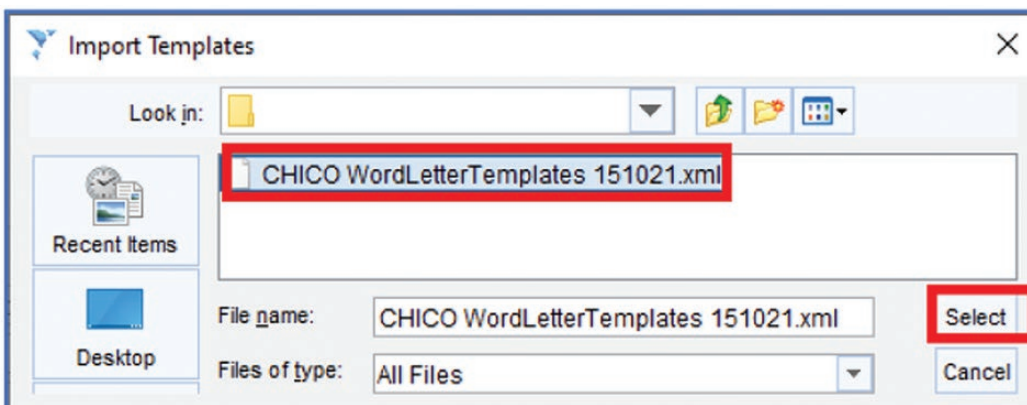 Import Templates
Look in:
CHICO WordLetterTemplates 151021.xml
Recent Items
Desktop
File name: CHICO WordLetterTemplates 151021.xml Select
Files of type: All Files Cancel